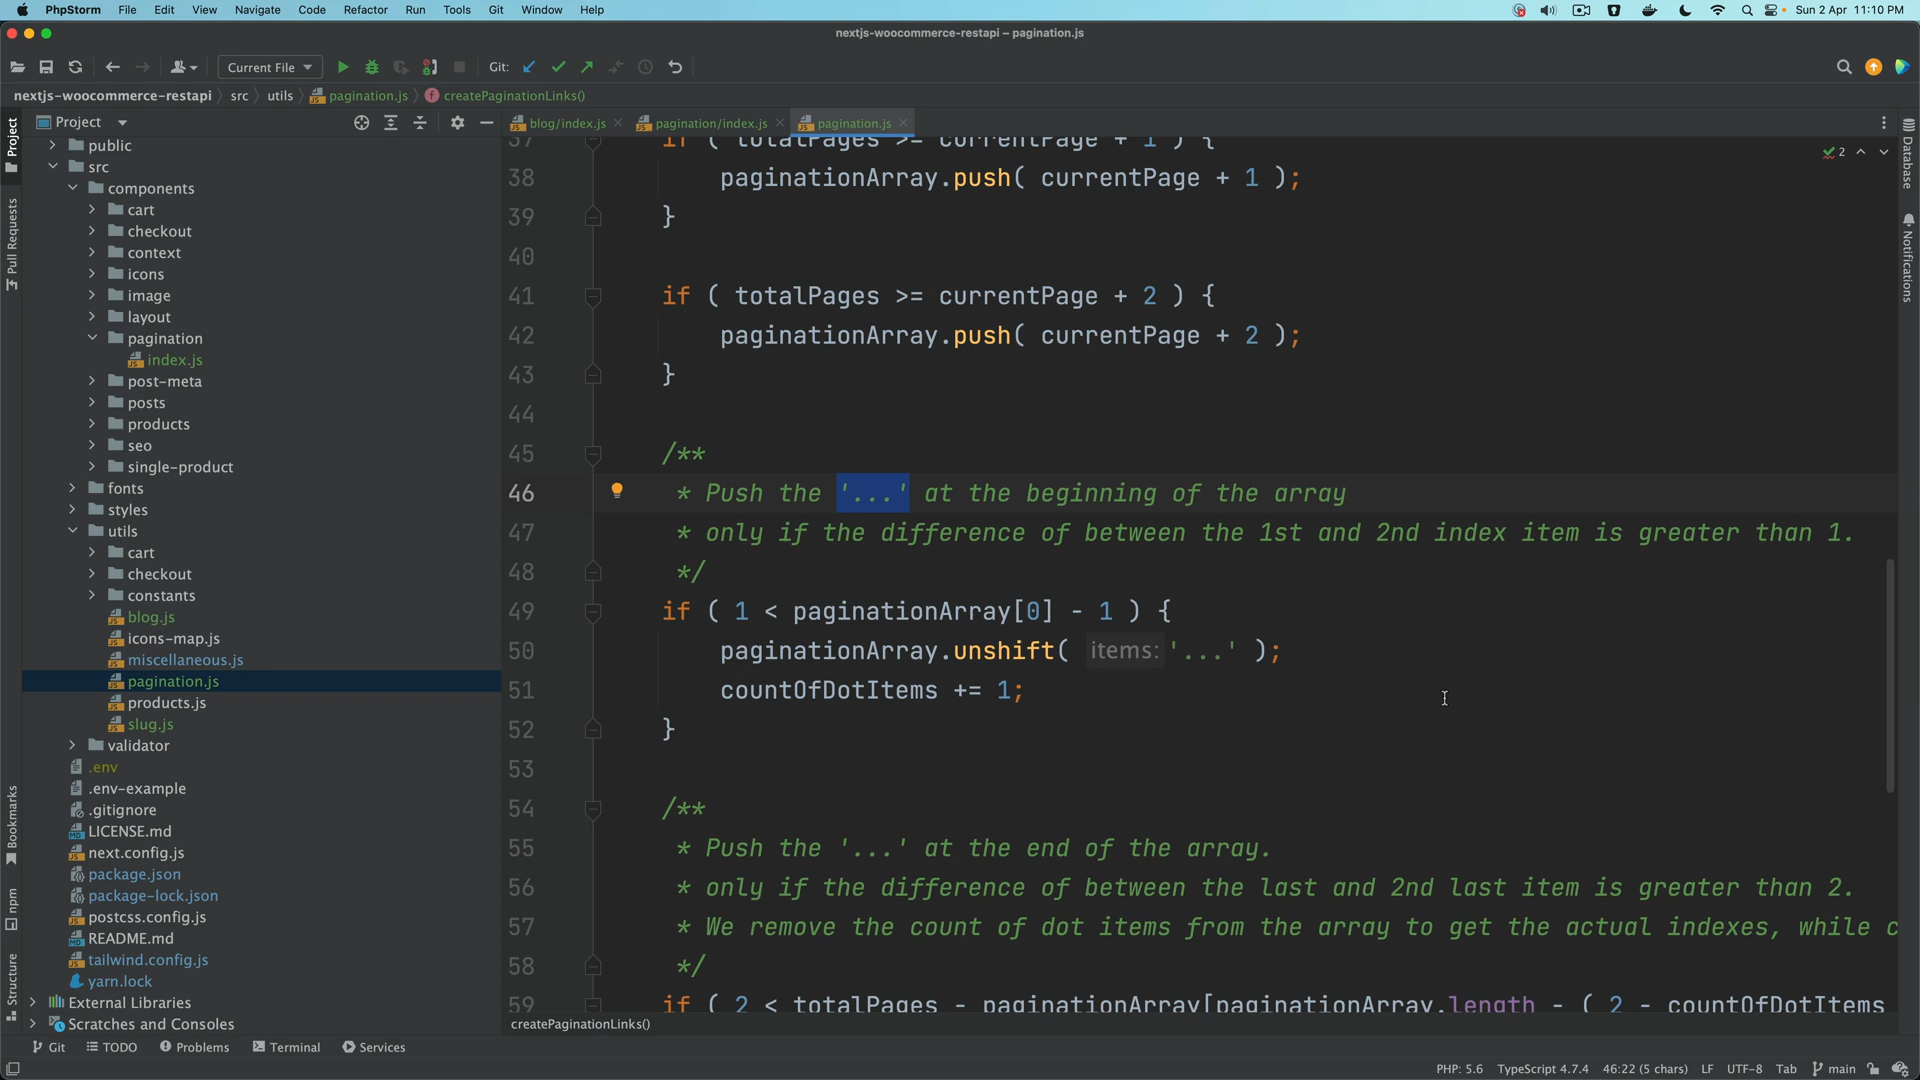 PhpStorm File Edit View Navigate Code Refactor Run Tools Git Window Help Sun 2 Apr 11:10 PM
nextjs-woocommerce-restapi – pagination.js
Current File Git:
nextjs-woocommerce-restapi src utils pagination.js createPaginationLinks()
Project
blog/index.js pagination/index.js pagination.js
public
src
components
cart
checkout
context
icons
image
layout
pagination
index.js
post-meta
posts
products
seo
single-product
fonts
styles
utils
cart
checkout
constants
blog.js
icons-map.js
miscellaneous.js
pagination.js
products.js
slug.js
validator
.env
.env-example
.gitignore
LICENSE.md
next.config.js
package.json
package-lock.json
postcss.config.js
README.md
tailwind.config.js
yarn.lock
External Libraries
Scratches and Consoles
Project
Pull Requests
Bookmarks
npm
Structure
2
37 if ( totalPages >= currentPage + 1 ) {
38 paginationArray.push( currentPage + 1 );
39 }
40
41 if ( totalPages >= currentPage + 2 ) {
42 paginationArray.push( currentPage + 2 );
43 }
44
45 /**
46 * Push the '...' at the beginning of the array
47 * only if the difference of between the 1st and 2nd index item is greater than 1.
48 */
49 if ( 1 < paginationArray[0] - 1 ) {
50 paginationArray.unshift( items: '...' );
51 countOfDotItems += 1;
52 }
53
54 /**
55 * Push the '...' at the end of the array.
56 * only if the difference of between the last and 2nd last item is greater than 2.
57 * We remove the count of dot items from the array to get the actual indexes, while c
58 */
59 if ( 2 < totalPages - paginationArray[paginationArray.length - ( 2 - countOfDotItems
createPaginationLinks()
Database
Notifications
Git TODO Problems Terminal Services
PHP: 5.6 TypeScript 4.7.4 46:22 (5 chars) LF UTF-8 Tab main